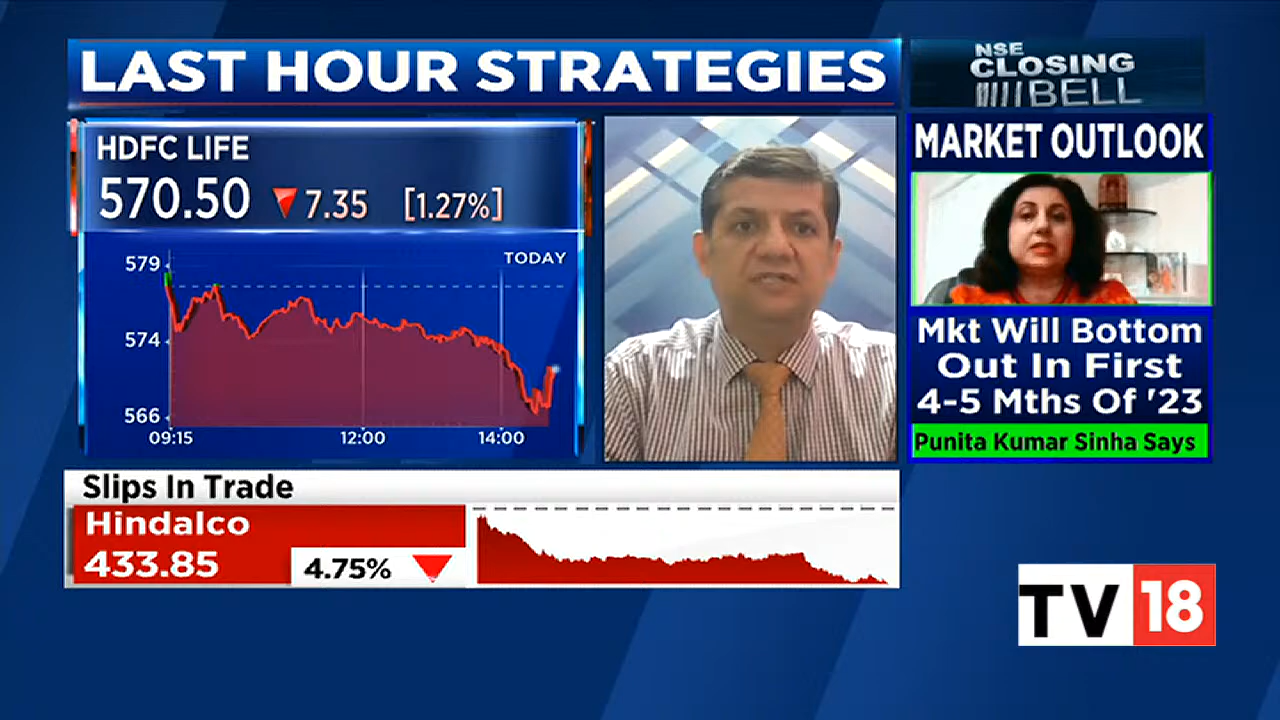 LAST HOUR STRATEGIES
NSE
CLOSING
BELL
HDFC LIFE
570.50 ▼ 7.35 [1.27%]
TODAY
579
574
566
09:15 12:00 14:00
MARKET OUTLOOK
Mkt Will Bottom
Out In First
4-5 Mths Of '23
Punita Kumar Sinha Says
Slips In Trade
Hindalco
433.85 4.75% ▼
TV18